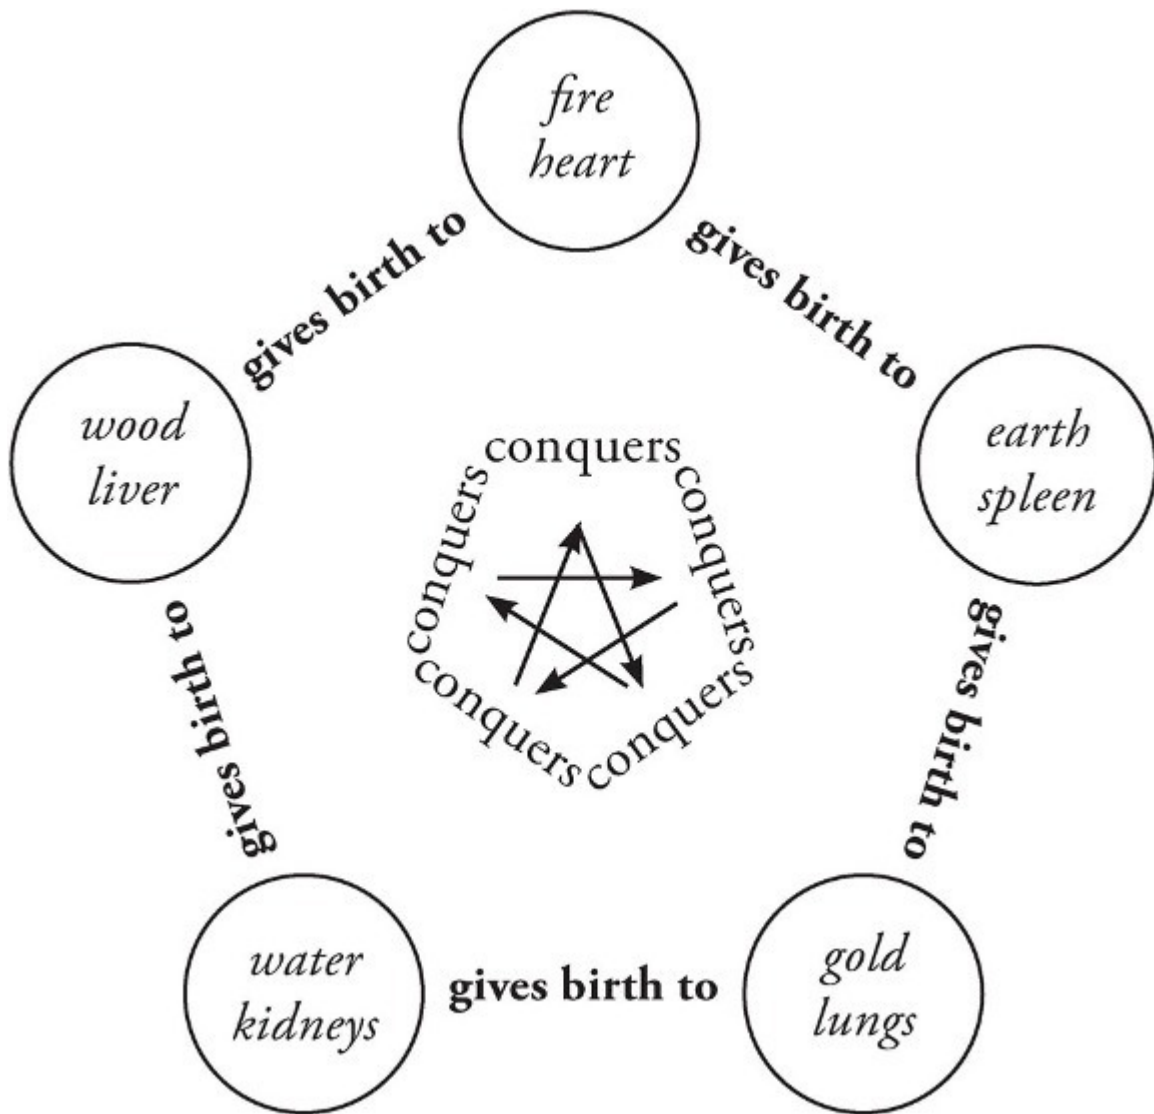 fire
heart
gives birth to
gives birth to
wood
liver
earth
spleen
conquers
conquers
conquers
conquers
conquers
gives birth to
gives birth to
water
kidneys
gives birth to
gold
lungs